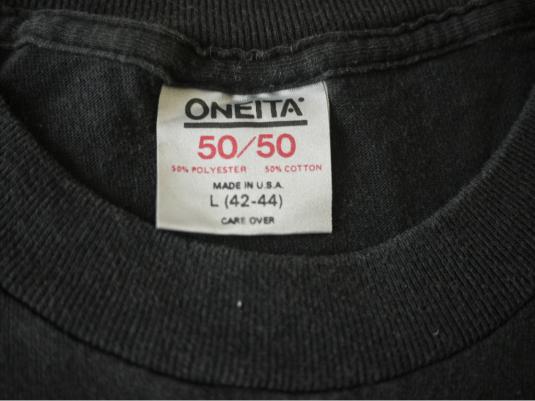 ONEITA
50/50
50% POLYESTER 50% COTTON
MADE IN U.S.A.
L (42-44)
CARE OVER